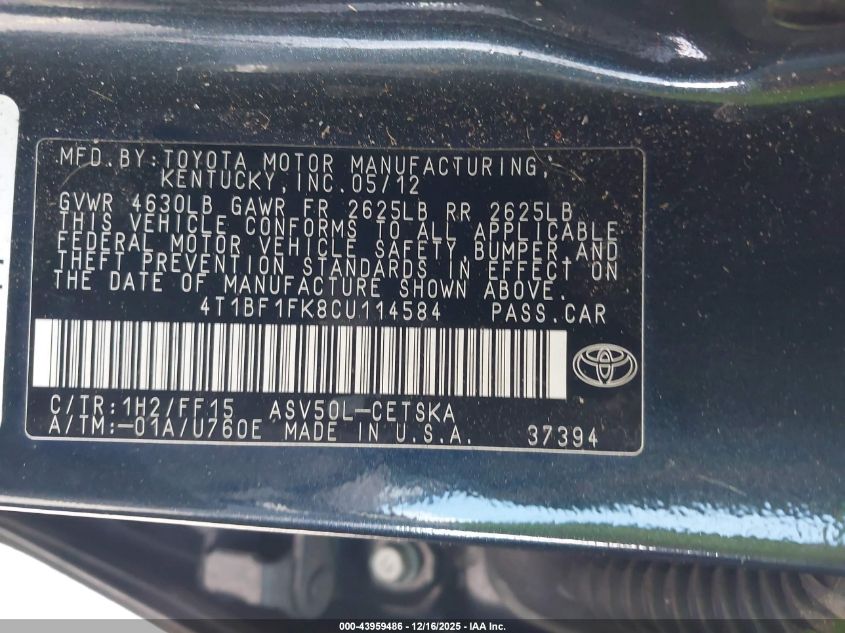 MFD. BY: TOYOTA MOTOR MANUFACTURING,
KENTUCKY, INC. 05/12
GVWR 4630LB GAWR FR 2625LB RR 2625LB
THIS VEHICLE CONFORMS TO ALL APPLICABLE
FEDERAL MOTOR VEHICLE SAFETY, BUMPER, AND
THEFT PREVENTION STANDARDS IN EFFECT ON
THE DATE OF MANUFACTURE SHOWN ABOVE.
4T1BF1FK8CU114584 PASS. CAR
C/TR: 1H2/FF15 ASV50L-CETSKA
A/TM: -01A/U760E MADE IN U.S.A. 37394
000-43959486 - 12/16/2025 - IAA Inc.